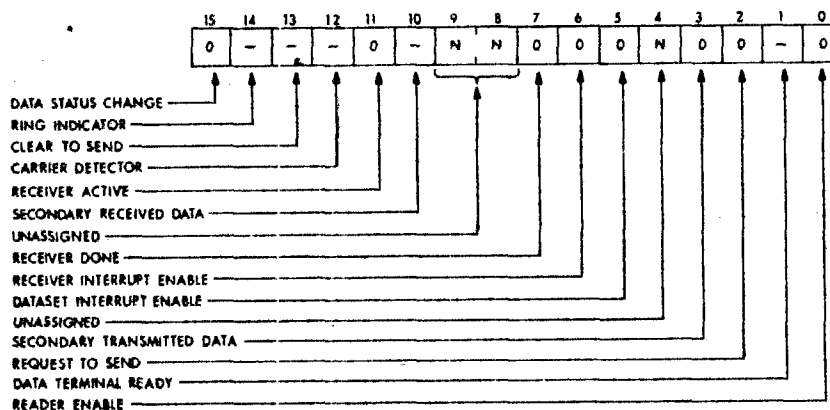 15 14 13 12 11 10 9 8 7 6 5 4 3 2 1 0
0 - - - 0 - N N 0 0 0 N 0 0 - 0
DATA STATUS CHANGE
RING INDICATOR
CLEAR TO SEND
CARRIER DETECTOR
RECEIVER ACTIVE
SECONDARY RECEIVED DATA
UNASSIGNED
RECEIVER DONE
RECEIVER INTERRUPT ENABLE
DATASET INTERRUPT ENABLE
UNASSIGNED
SECONDARY TRANSMITTED DATA
REQUEST TO SEND
DATA TERMINAL READY
READER ENABLE